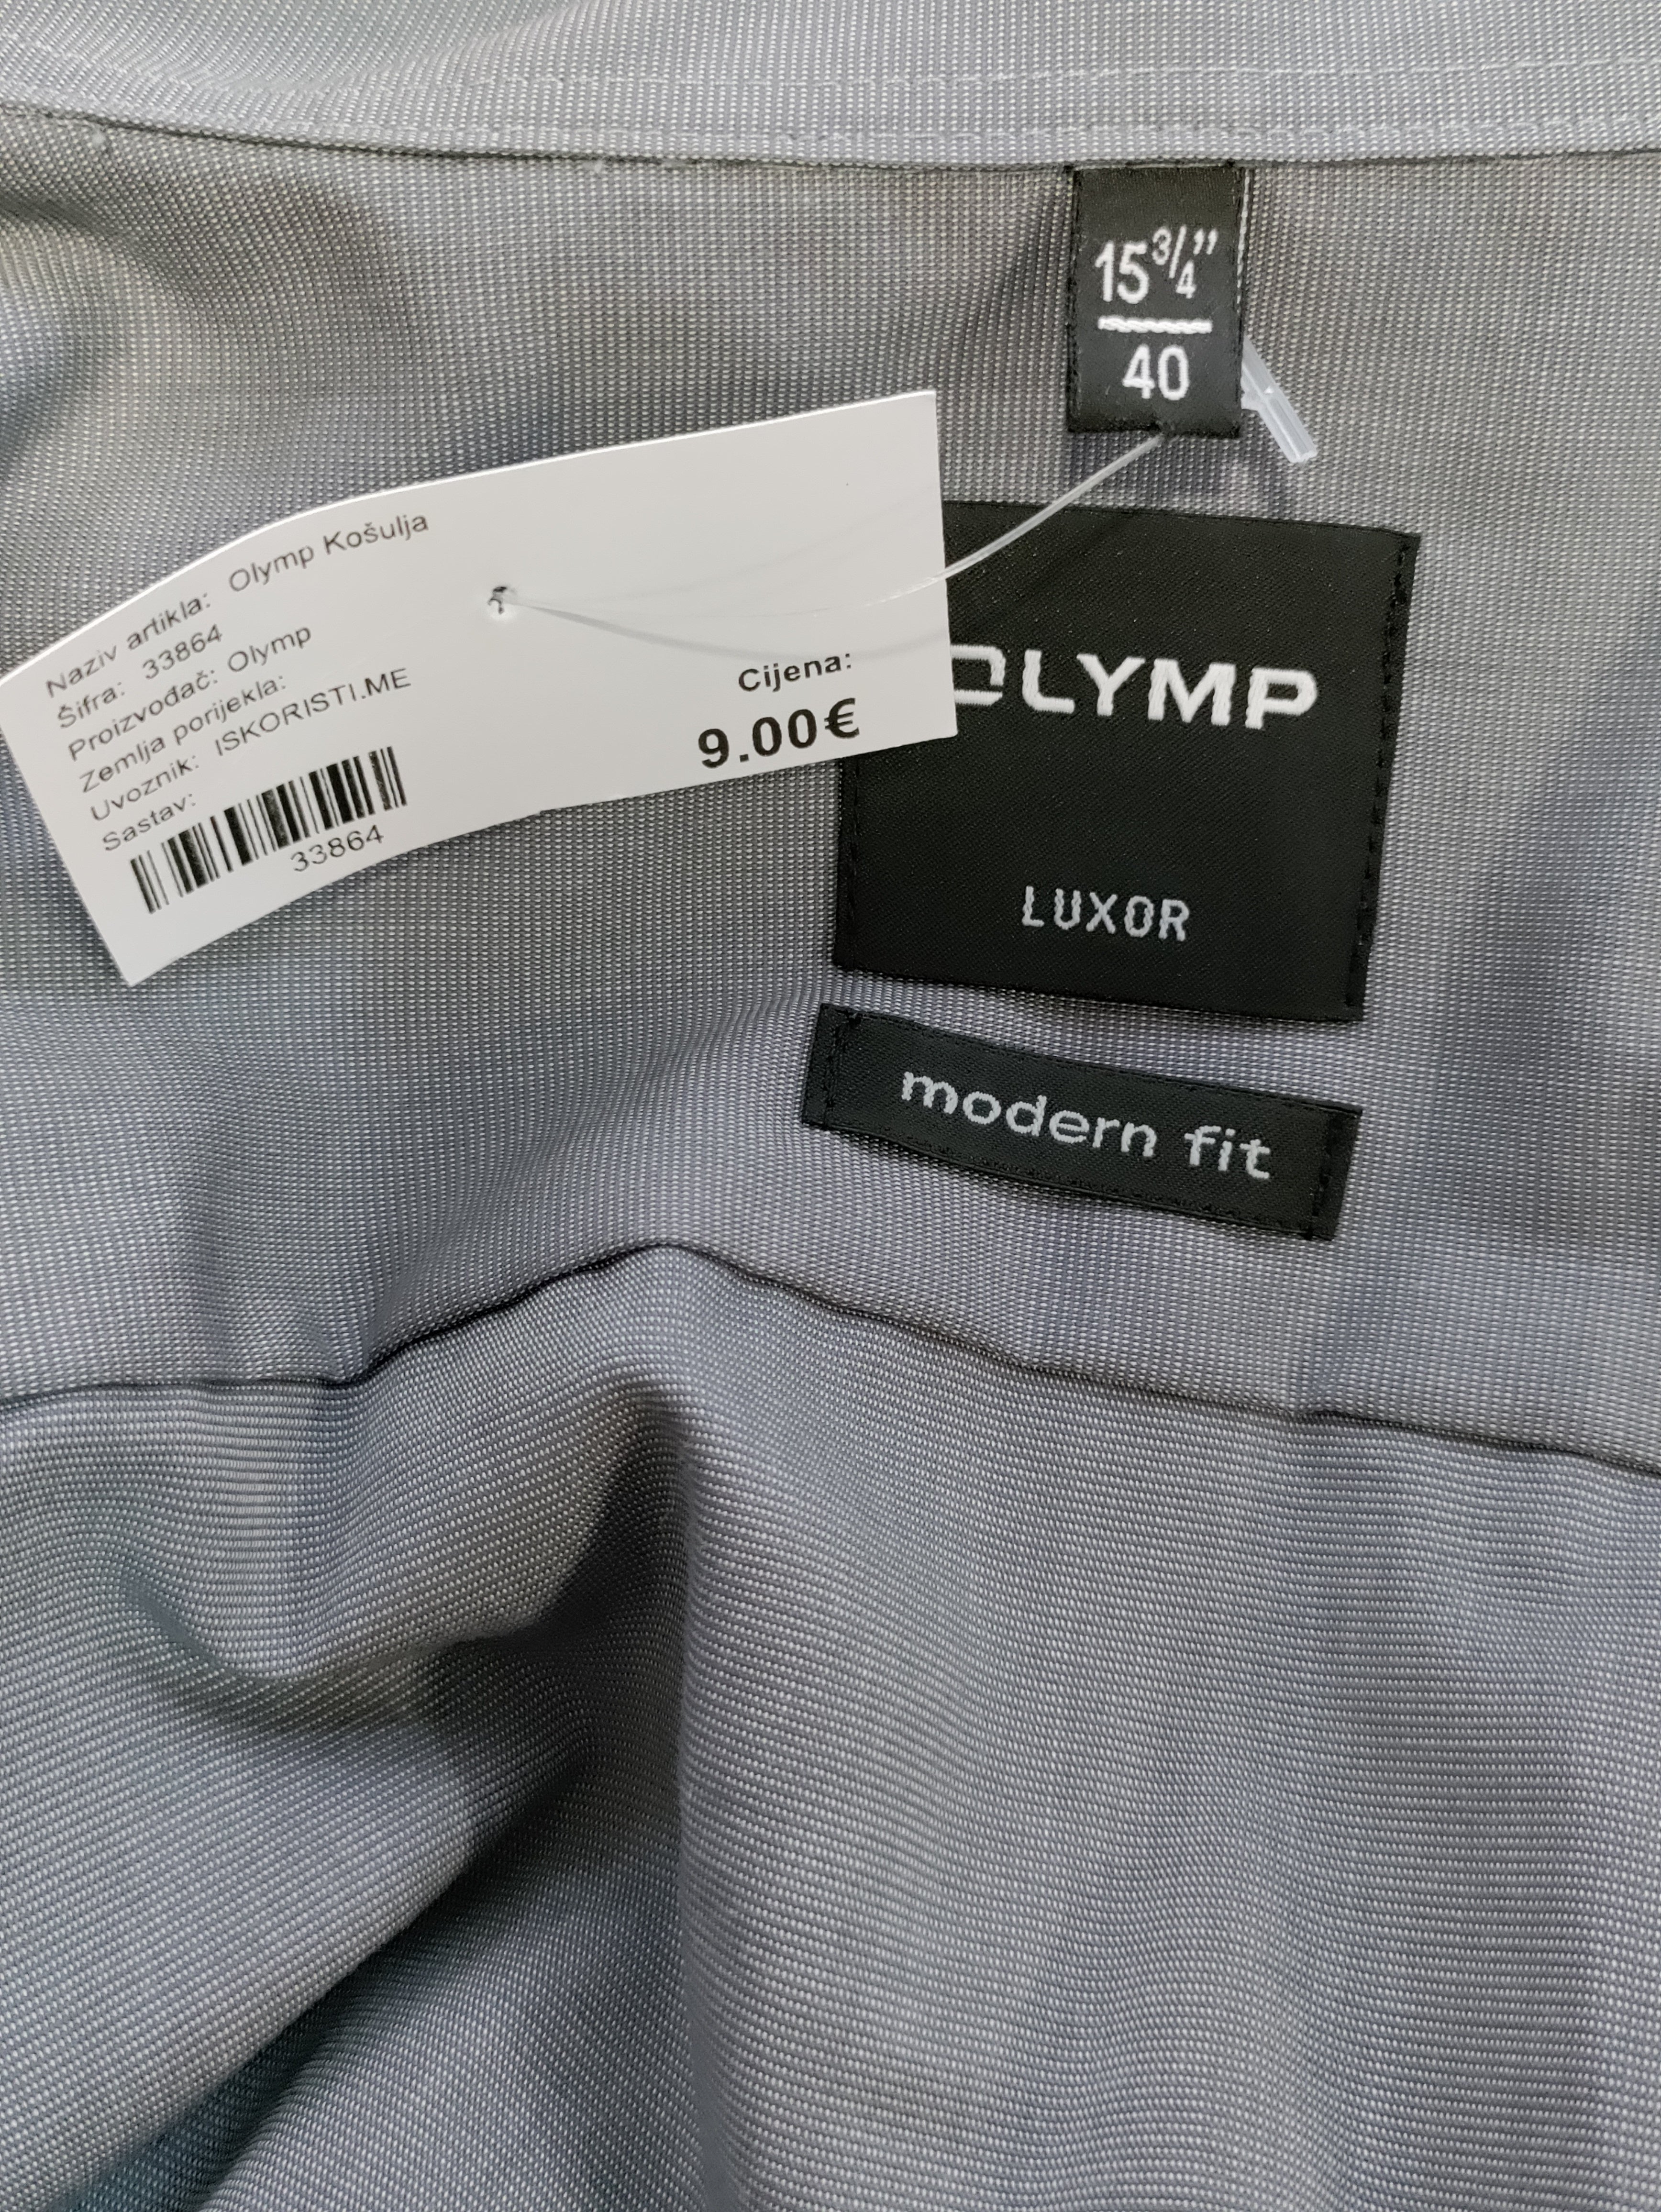 15 3/4"
40
Naziv artikla: Olymp Košulja
Šifra: 33864
Proizvođač: Olymp
Zemlja porijekla:
Uvoznik: ISKORISTI.ME
Sastav:
33864
Cijena:
9.00€
OLYMP
LUXOR
modern fit